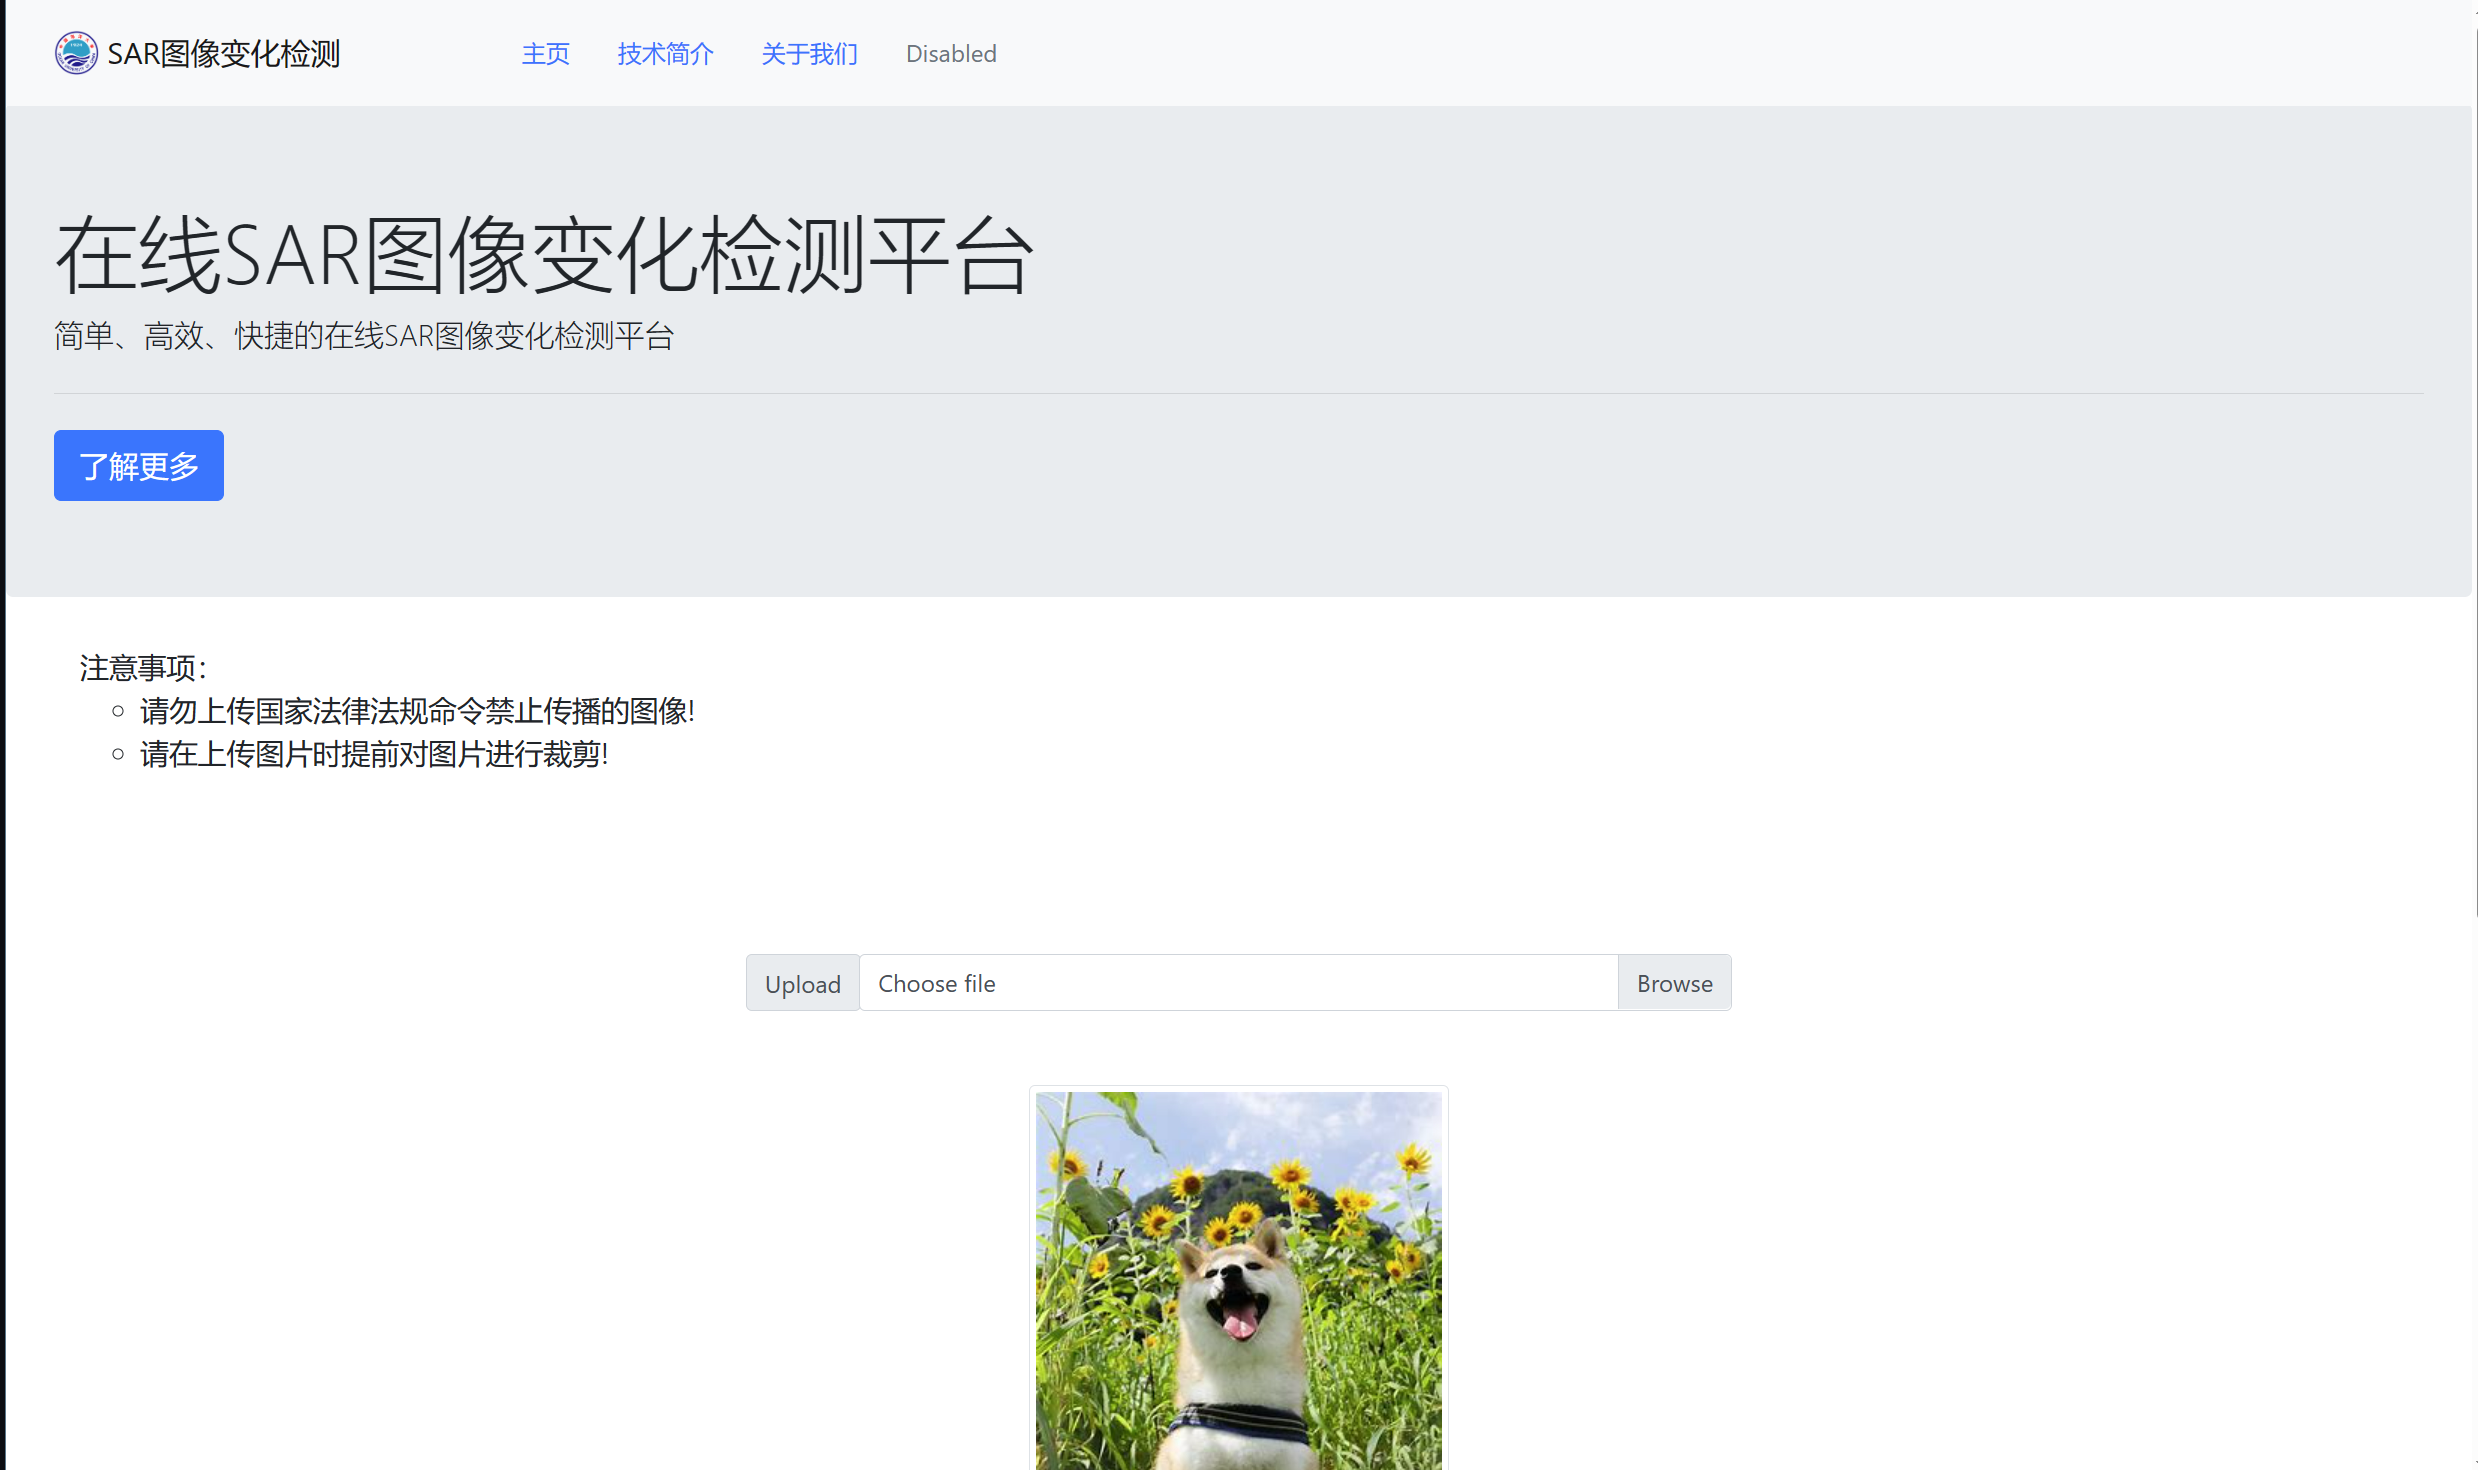 SAR图像变化检测
主页 技术简介 关于我们 Disabled
在线SAR图像变化检测平台
简单、高效、快捷的在线SAR图像变化检测平台
了解更多
注意事项：
请勿上传国家法律法规命令禁止传播的图像!
请在上传图片时提前对图片进行裁剪!
Upload Choose file Browse